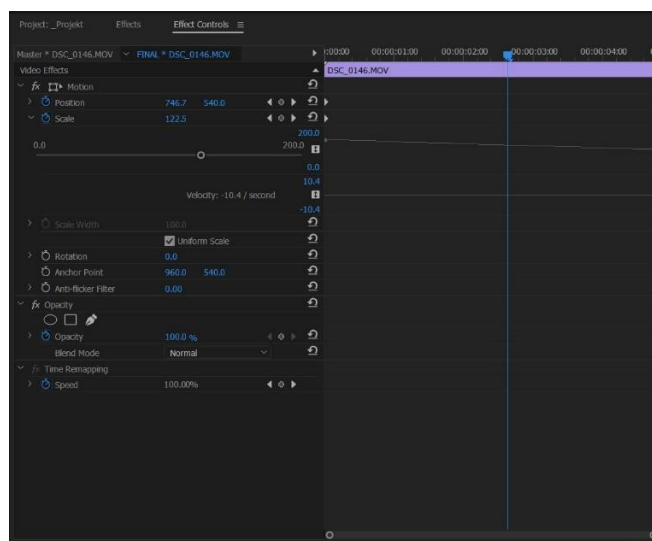 Project: _Projekt Effects Effect Controls
Master * DSC_0146.MOV FINAL * DSC_0146.MOV :00:00 00:00:01:00 00:00:02:00 00:00:03:00 00:00:04:00
Video Effects DSC_0146.MOV
fx Motion
Position 746.7 540.0
Scale 122.5
200.0
0.0 200.0
0.0
10.4
Velocity: -10.4 / second
-10.4
Scale Width 100.0
Uniform Scale
Rotation 0.0
Anchor Point 960.0 540.0
Anti-flicker Filter 0.00
fx Opacity
Opacity 100.0 %
Blend Mode Normal
fx Time Remapping
Speed 100.00%